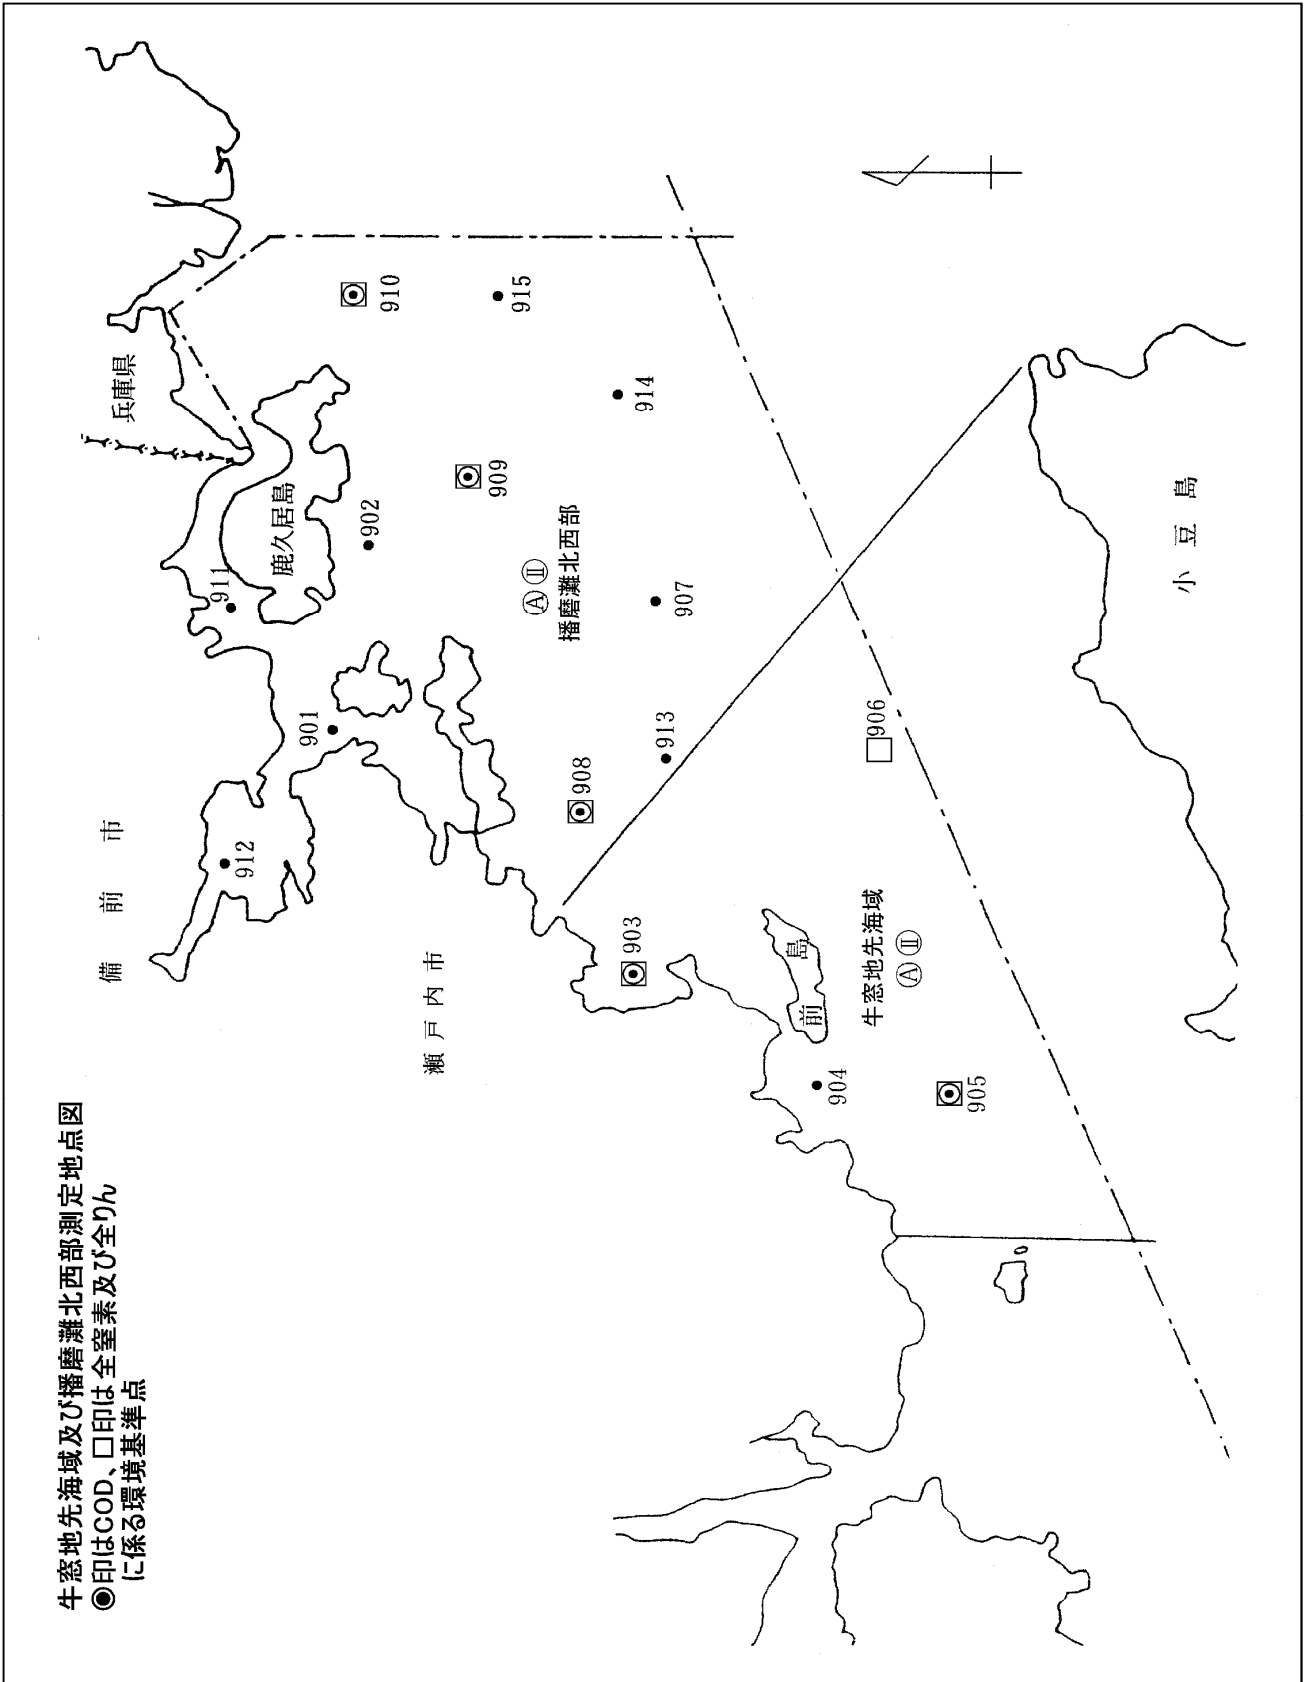 牛窓地先海域及び播磨灘北西部測定地点図
◉印はCOD、□印は全窒素及び全りん
に係る環境基準点
備前市
兵庫県
912
911
鹿久居島
901
902
910
瀬戸内市
909
915
Ⓐ Ⅱ
播磨灘北西部
908
914
903
913
907
前島
904
牛窓地先海域
Ⓐ Ⅱ
906
905
小豆島